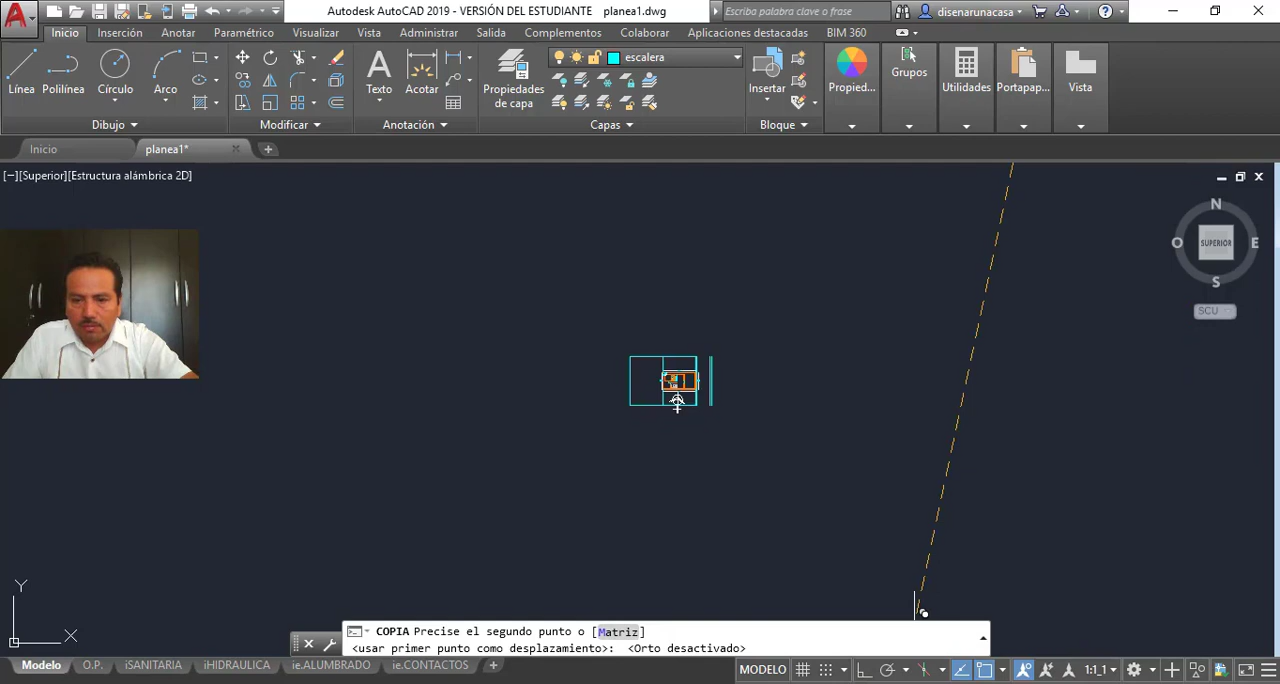 Autodesk AutoCAD 2019 - VERSIÓN DEL ESTUDIANTE planea1.dwg
Escriba palabra clave o frase
disenarunacasa
Inicio Inserción Anotar Paramétrico Visualizar Vista Administrar Salida Complementos Colaborar Aplicaciones destacadas BIM 360
Línea Polilínea Círculo Arco
Texto Acotar
Propiedades de capa
escalera
Insertar
Propied... Grupos Utilidades Portapap... Vista
Dibujo Modificar Anotación Capas Bloque
Inicio planea1*
[−][Superior][Estructura alámbrica 2D]
N
O SUPERIOR E
S
SCU
Y
X
COPIA Precise el segundo punto o [Matriz]
<usar primer punto como desplazamiento>: <Orto desactivado>
Modelo O.P. iSANITARIA iHIDRAULICA ie.ALUMBRADO ie.CONTACTOS
MODELO 1:1_1